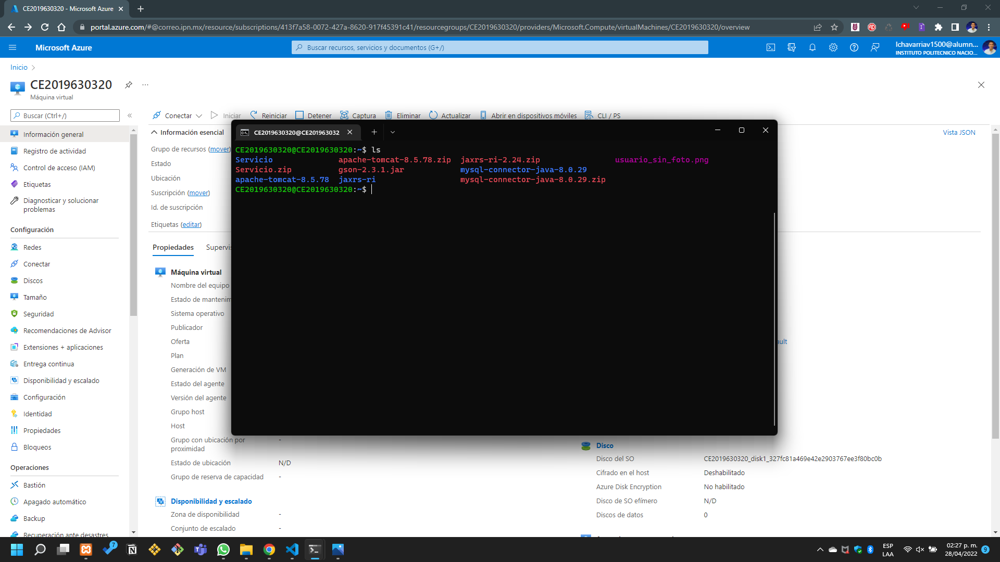 CE2019630320 - Microsoft Azure
portal.azure.com/#@correo.ipn.mx/resource/subscriptions/413f7a58-0072-427a-8620-917f45391c41/resourcegroups/CE2019630320/providers/Microsoft.Compute/virtualMachines/CE2019630320/overview
Microsoft Azure
Buscar recursos, servicios y documentos (G+/)
lchavarriav1500@alumn...
INSTITUTO POLITECNICO NACIO...
Inicio
CE2019630320
Máquina virtual
Buscar (Ctrl+/)
Conectar
Iniciar
Reiniciar
Detener
Captura
Eliminar
Actualizar
Abrir en dispositivos móviles
CLI / PS
Información general
Registro de actividad
Control de acceso (IAM)
Etiquetas
Diagnosticar y solucionar
problemas
Configuración
Redes
Conectar
Discos
Tamaño
Seguridad
Recomendaciones de Advisor
Extensiones + aplicaciones
Entrega continua
Disponibilidad y escalado
Configuración
Identidad
Propiedades
Bloqueos
Operaciones
Bastión
Apagado automático
Backup
Recuperación ante desastres
Información esencial
Vista JSON
Grupo de recursos (mover)
Estado
Ubicación
Suscripción (mover)
Id. de suscripción
Etiquetas (editar)
Propiedades
Supervis
Máquina virtual
Nombre del equipo
Estado de mantenim
Sistema operativo
Publicador
Oferta
Plan
Generación de VM
Estado del agente
Versión del agente
Grupo host
Host
Grupo con ubicación por
proximidad -
Estado de ubicación N/D
Grupo de reserva de capacidad -
Disponibilidad y escalado
Zona de disponibilidad -
Conjunto de escalado -
CE2019630320@CE201963032
CE2019630320@CE2019630320:~$ ls
Servicio apache-tomcat-8.5.78.zip jaxrs-ri-2.24.zip usuario_sin_foto.png
Servicio.zip gson-2.3.1.jar mysql-connector-java-8.0.29
apache-tomcat-8.5.78 jaxrs-ri mysql-connector-java-8.0.29.zip
CE2019630320@CE2019630320:~$
ault
Disco
Disco del SO CE2019630320_disk1_327fc81a469e42e2903767ee3f80bc0b
Cifrado en el host Deshabilitado
Azure Disk Encryption No habilitado
Disco de SO efímero N/D
Discos de datos 0
7
ESP
LAA
02:27 p. m.
28/04/2022
9